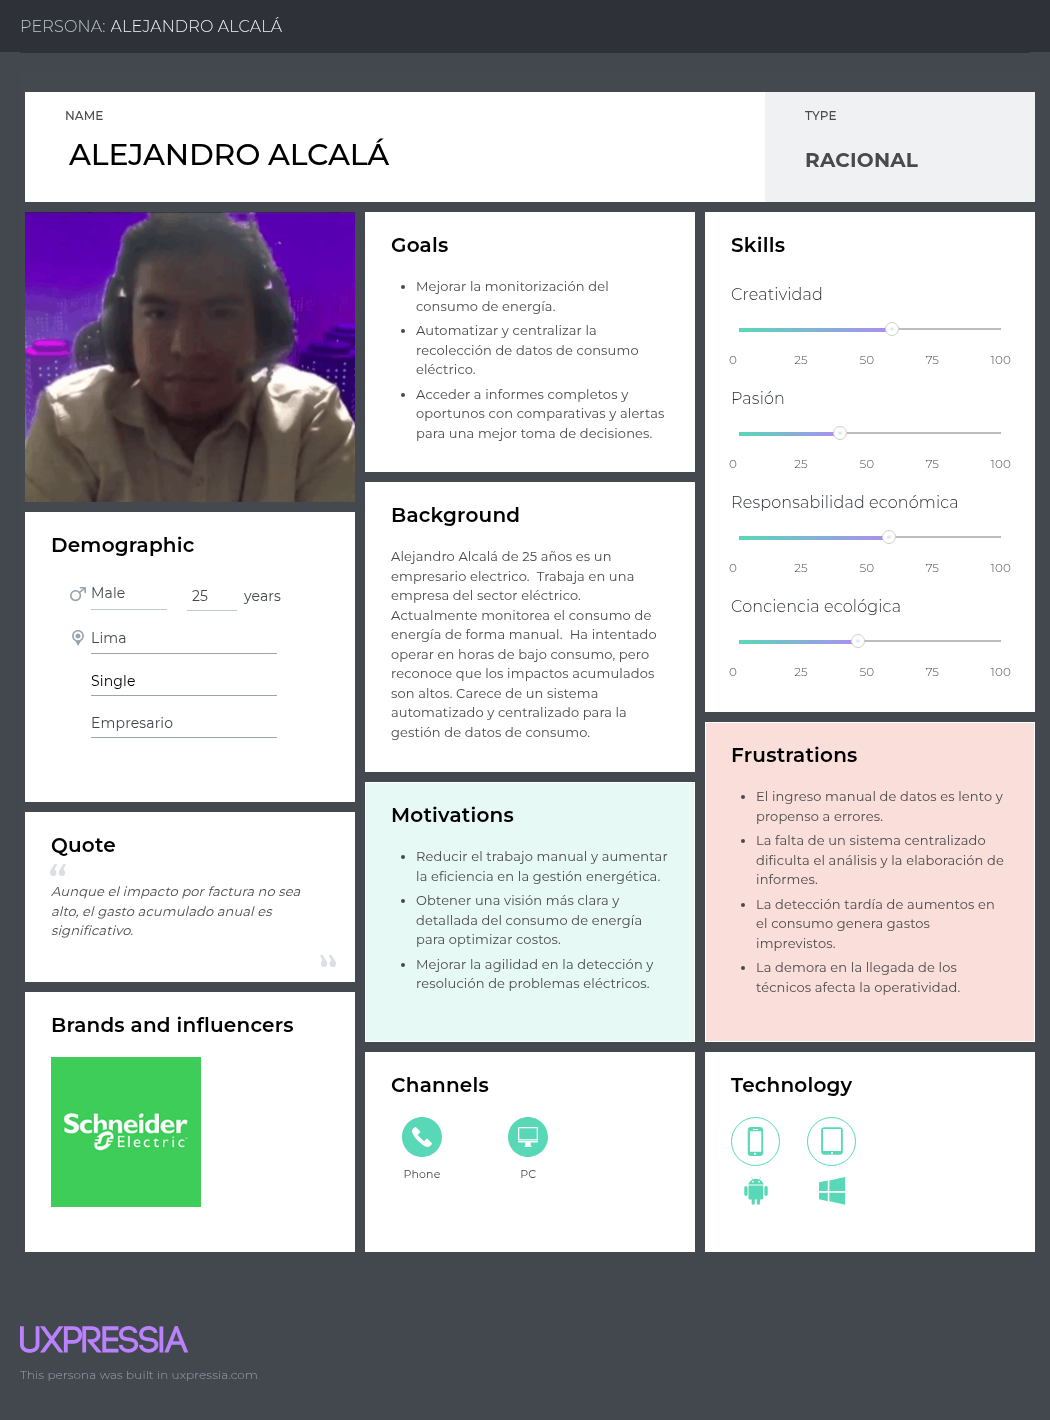 PERSONA: ALEJANDRO ALCALÁ
NAME
ALEJANDRO ALCALÁ
TYPE
RACIONAL
Demographic
Male
25 years
Lima
Single
Empresario
Quote
“
Aunque el impacto por factura no sea
alto, el gasto acumulado anual es
significativo.
”
Brands and influencers
Schneider
Electric
Goals
• Mejorar la monitorización del
consumo de energía.
• Automatizar y centralizar la
recolección de datos de consumo
eléctrico.
• Acceder a informes completos y
oportunos con comparativas y alertas
para una mejor toma de decisiones.
Background
Alejandro Alcalá de 25 años es un
empresario electrico.  Trabaja en una
empresa del sector eléctrico.
Actualmente monitorea el consumo de
energía de forma manual.  Ha intentado
operar en horas de bajo consumo, pero
reconoce que los impactos acumulados
son altos. Carece de un sistema
automatizado y centralizado para la
gestión de datos de consumo.
Motivations
• Reducir el trabajo manual y aumentar
la eficiencia en la gestión energética.
• Obtener una visión más clara y
detallada del consumo de energía
para optimizar costos.
• Mejorar la agilidad en la detección y
resolución de problemas eléctricos.
Channels
Phone
PC
Skills
Creatividad
0 25 50 75 100
Pasión
0 25 50 75 100
Responsabilidad económica
0 25 50 75 100
Conciencia ecológica
0 25 50 75 100
Frustrations
• El ingreso manual de datos es lento y
propenso a errores.
• La falta de un sistema centralizado
dificulta el análisis y la elaboración de
informes.
• La detección tardía de aumentos en
el consumo genera gastos
imprevistos.
• La demora en la llegada de los
técnicos afecta la operatividad.
Technology
UXPRESSIA
This persona was built in uxpressia.com